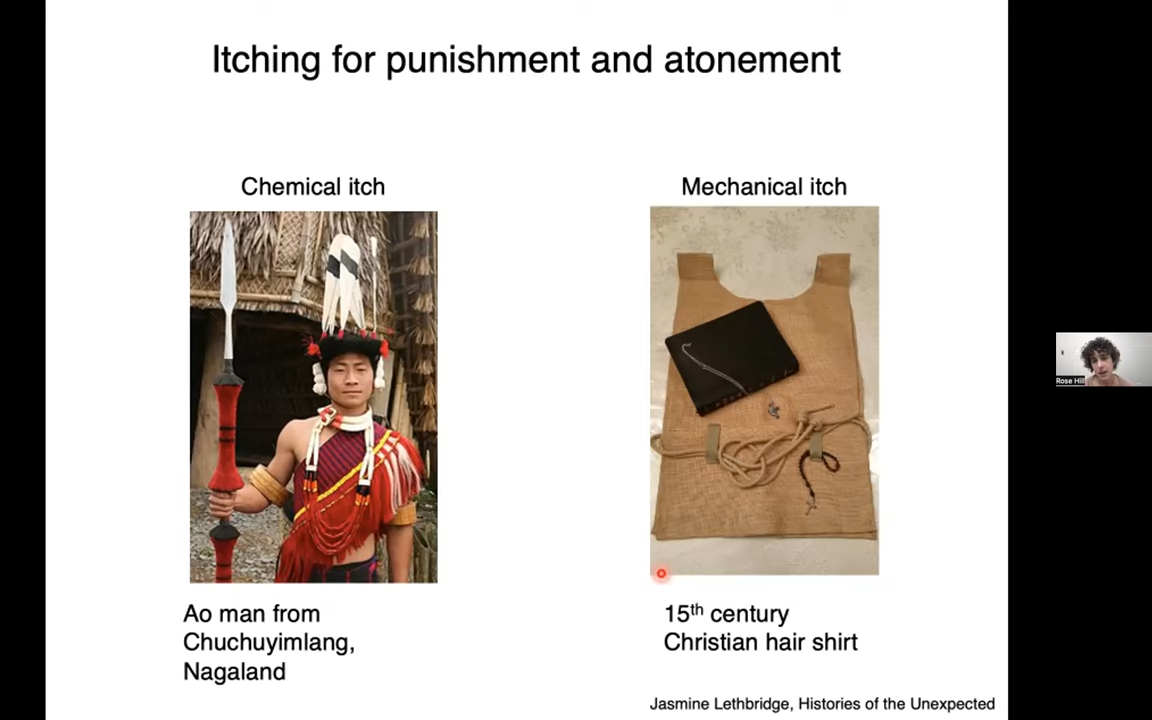 Itching for punishment and atonement
Chemical itch
Mechanical itch
Ao man from
Chuchuyimlang,
Nagaland
15th century
Christian hair shirt
Jasmine Lethbridge, Histories of the Unexpected
Rose Hill